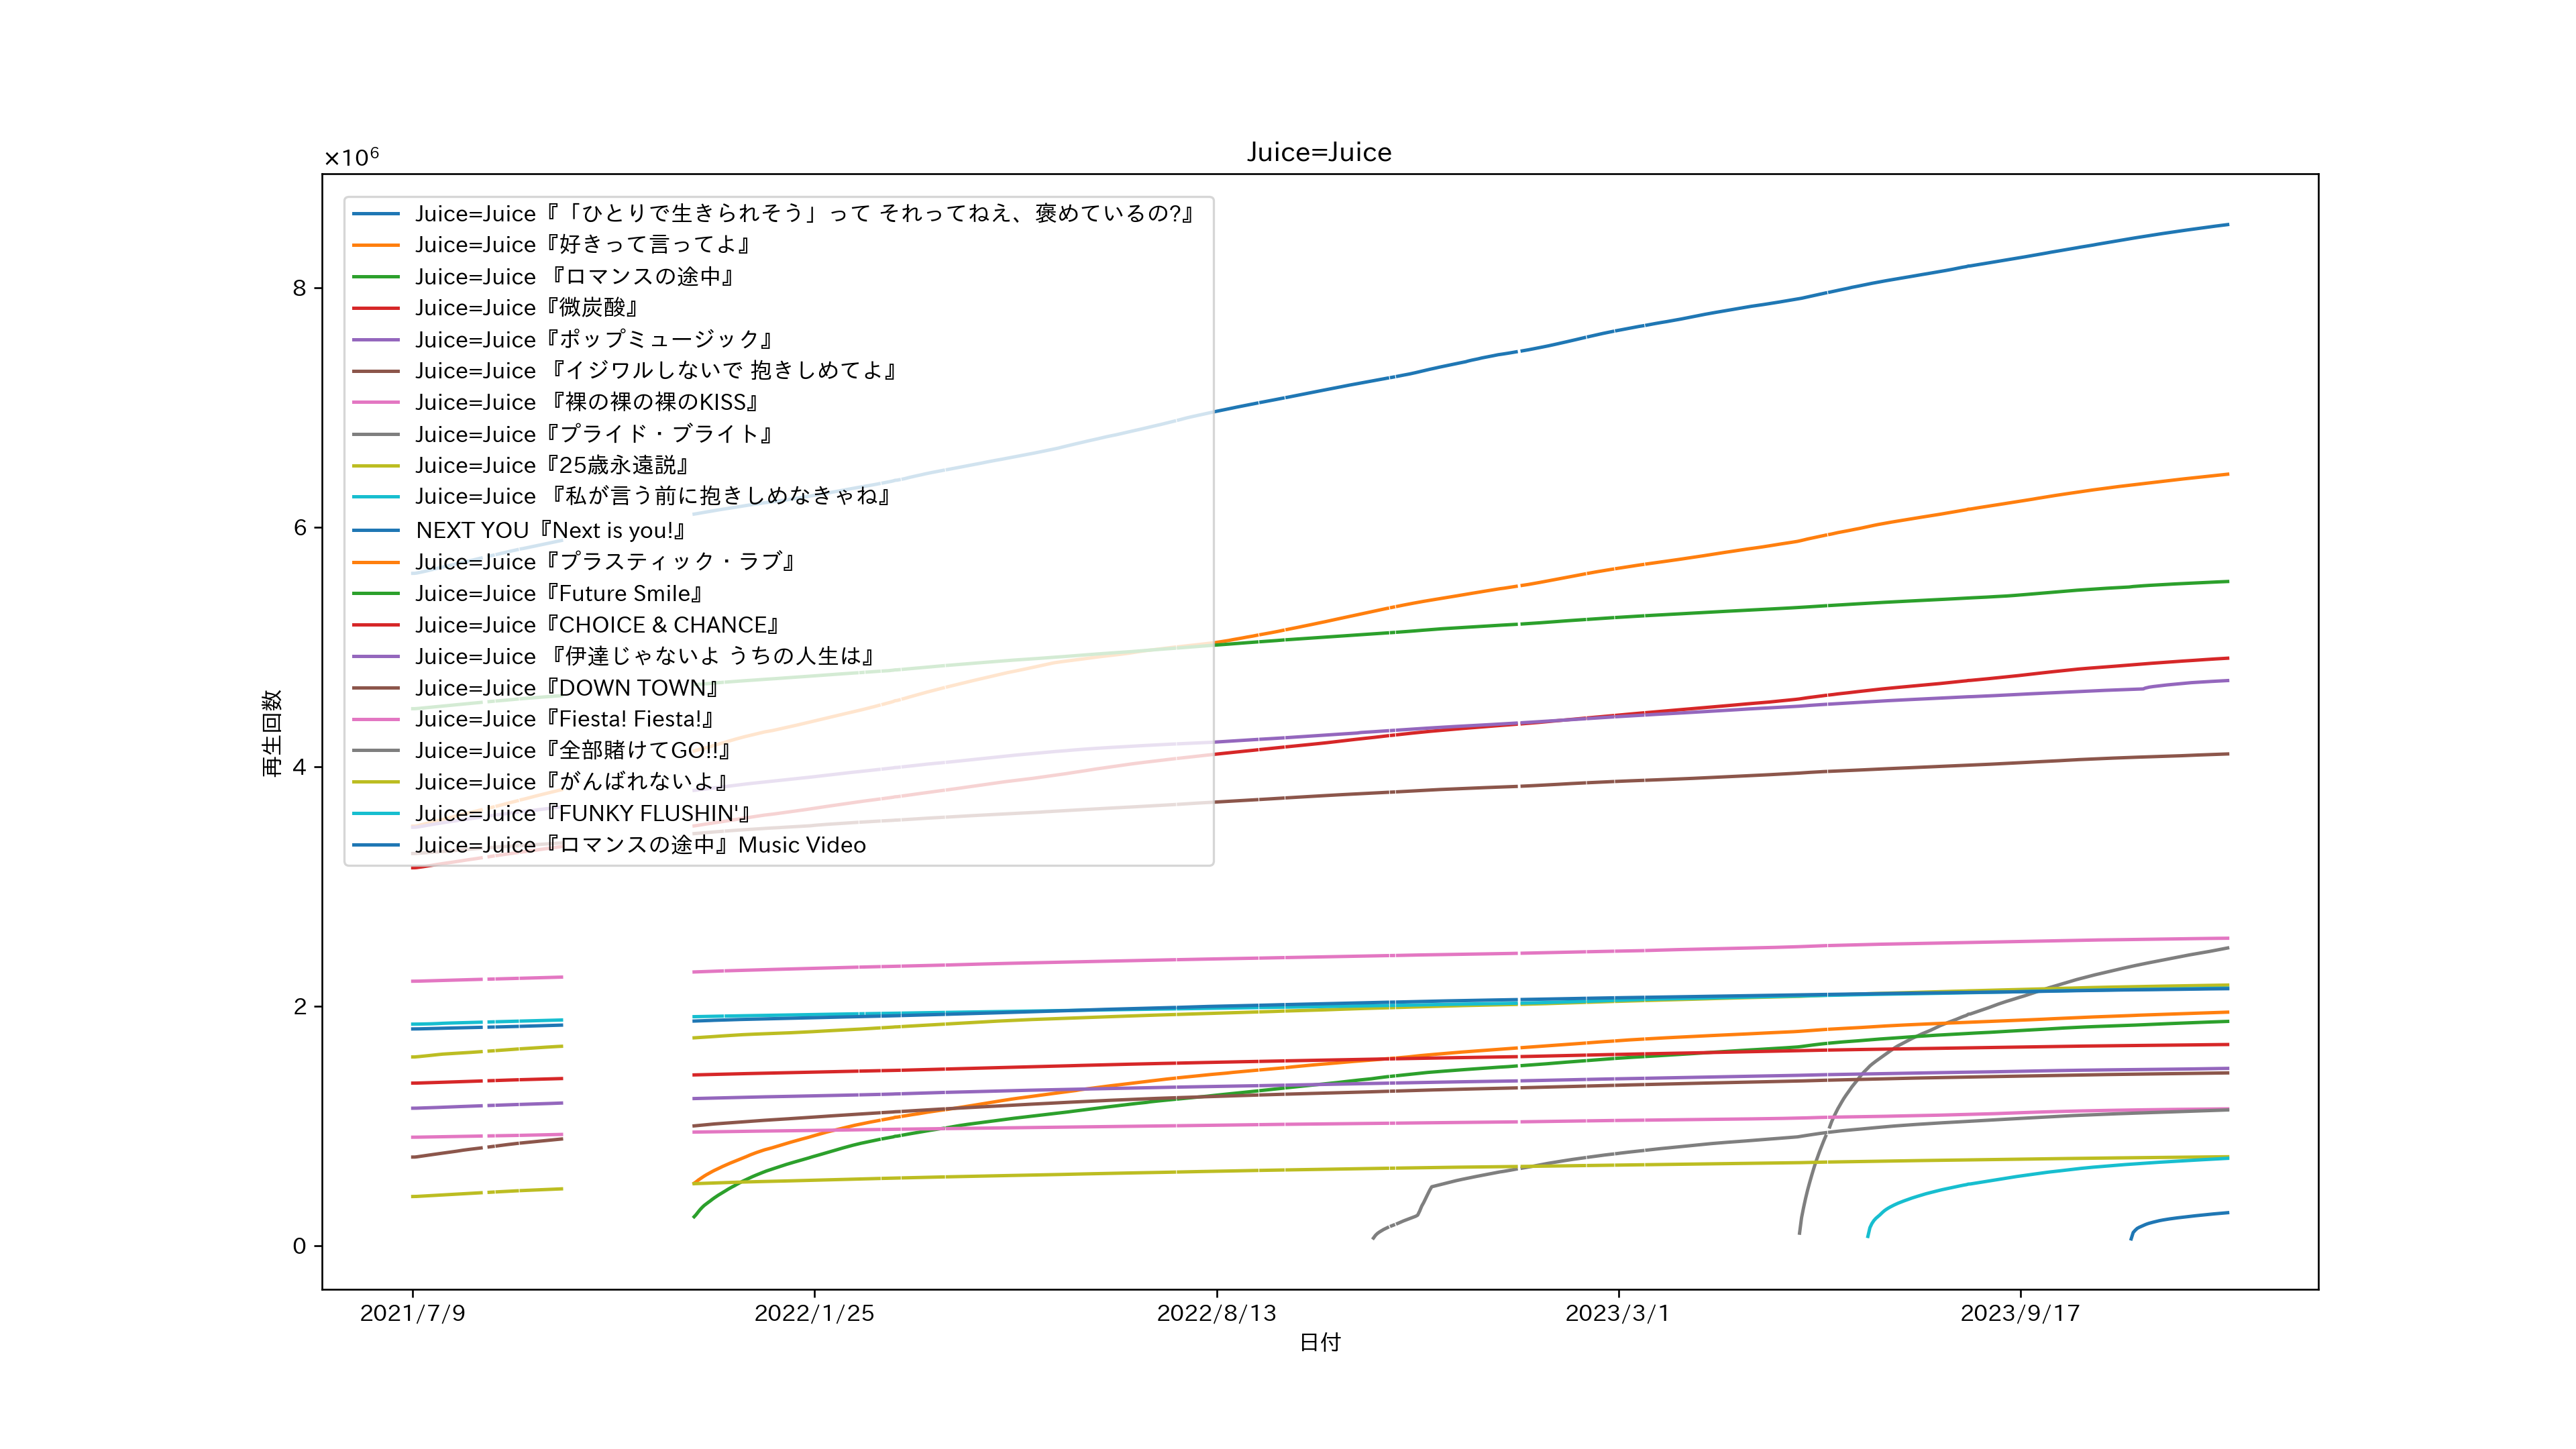 Juice=Juice
×10⁶
Juice=Juice『「ひとりで生きられそう」って それってねえ、褒めているの?』
Juice=Juice『好きって言ってよ』
Juice=Juice 『ロマンスの途中』
Juice=Juice『微炭酸』
Juice=Juice『ポップミュージック』
Juice=Juice 『イジワルしないで 抱きしめてよ』
Juice=Juice 『裸の裸の裸のKISS』
Juice=Juice『プライド・ブライト』
Juice=Juice『25歳永遠説』
Juice=Juice 『私が言う前に抱きしめなきゃね』
NEXT YOU『Next is you!』
Juice=Juice『プラスティック・ラブ』
Juice=Juice『Future Smile』
Juice=Juice『CHOICE & CHANCE』
Juice=Juice 『伊達じゃないよ うちの人生は』
Juice=Juice『DOWN TOWN』
Juice=Juice『Fiesta! Fiesta!』
Juice=Juice『全部賭けてGO!!』
Juice=Juice『がんばれないよ』
Juice=Juice『FUNKY FLUSHIN'』
Juice=Juice『ロマンスの途中』Music Video
再生回数
8
6
4
2
0
2021/7/9
2022/1/25
2022/8/13
2023/3/1
2023/9/17
日付